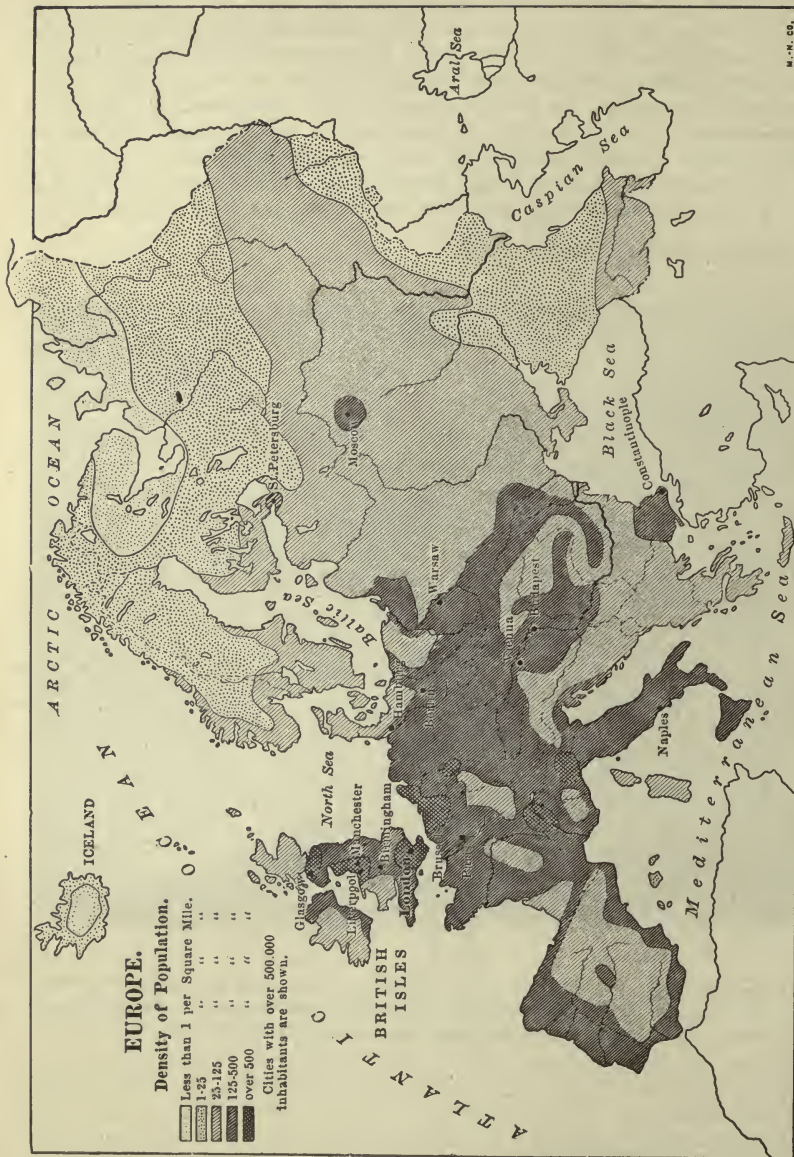 EUROPE.
Density of Population.
Less than 1 per Square Mile.
1-25 " " "
25-125 " " "
125-500 " " "
over 500 " "
Cities with over 500.000
inhabitants are shown.
ARCTIC OCEAN
ICELAND
ATLANTIC OCEAN
BRITISH
ISLES
North Sea
Baltic Sea
Glasgow
Liverpool
Manchester
Birmingham
London
Paris
Hamburg
Berlin
Warsaw
St. Petersburg
Moscow
Vienna
Budapest
Naples
Constantinople
Black Sea
Caspian Sea
Aral Sea
Mediterranean Sea
M.-N. CO.